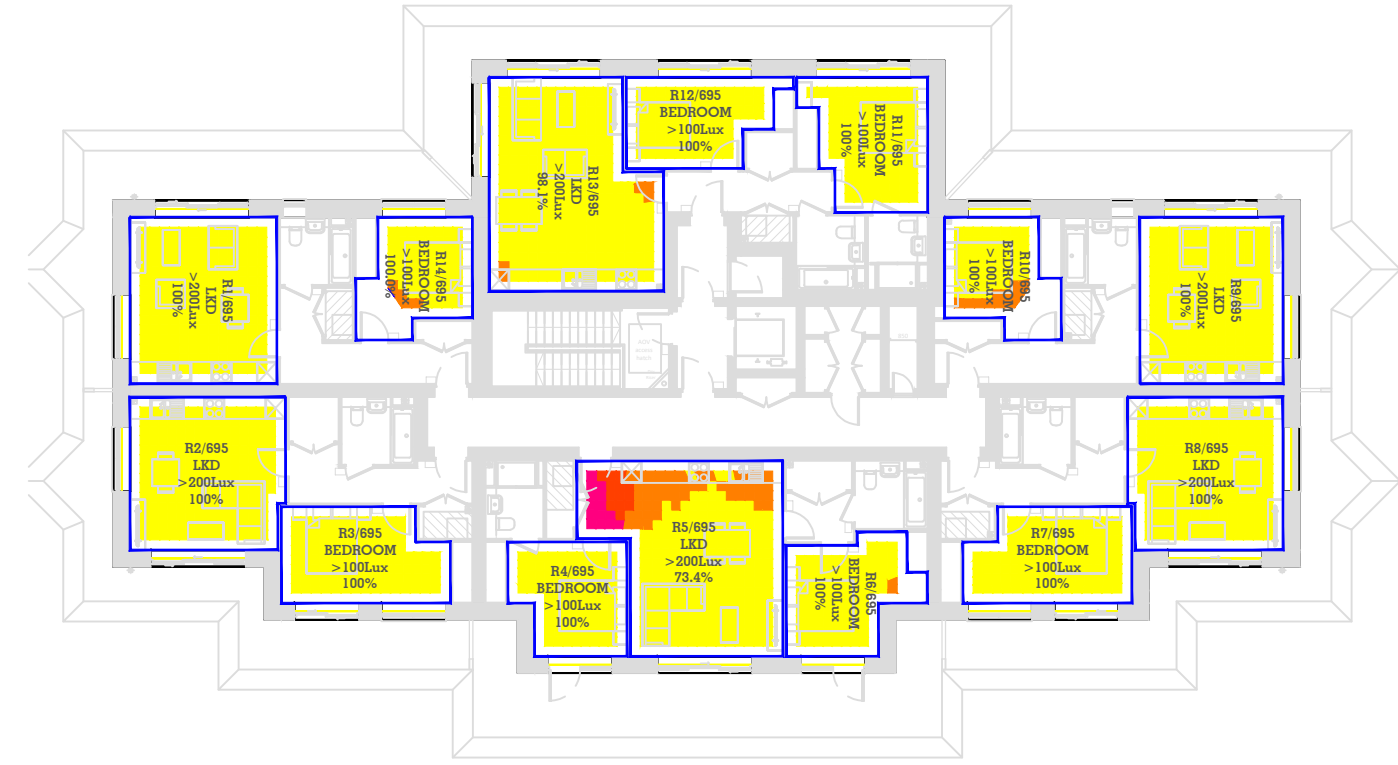 R12/695
BEDROOM
>100Lux
100%
R11/695
BEDROOM
>100Lux
100%
R13/695
LKD
>200Lux
98.1%
R14/695
BEDROOM
>100Lux
100.0%
R10/695
BEDROOM
>100Lux
100%
R1/695
LKD
>200Lux
100%
R9/695
LKD
>200Lux
100%
R2/695
LKD
>200Lux
100%
R8/695
LKD
>200Lux
100%
R3/695
BEDROOM
>100Lux
100%
R4/695
BEDROOM
>100Lux
100%
R5/695
LKD
>200Lux
73.4%
R6/695
BEDROOM
>100Lux
100%
R7/695
BEDROOM
>100Lux
100%